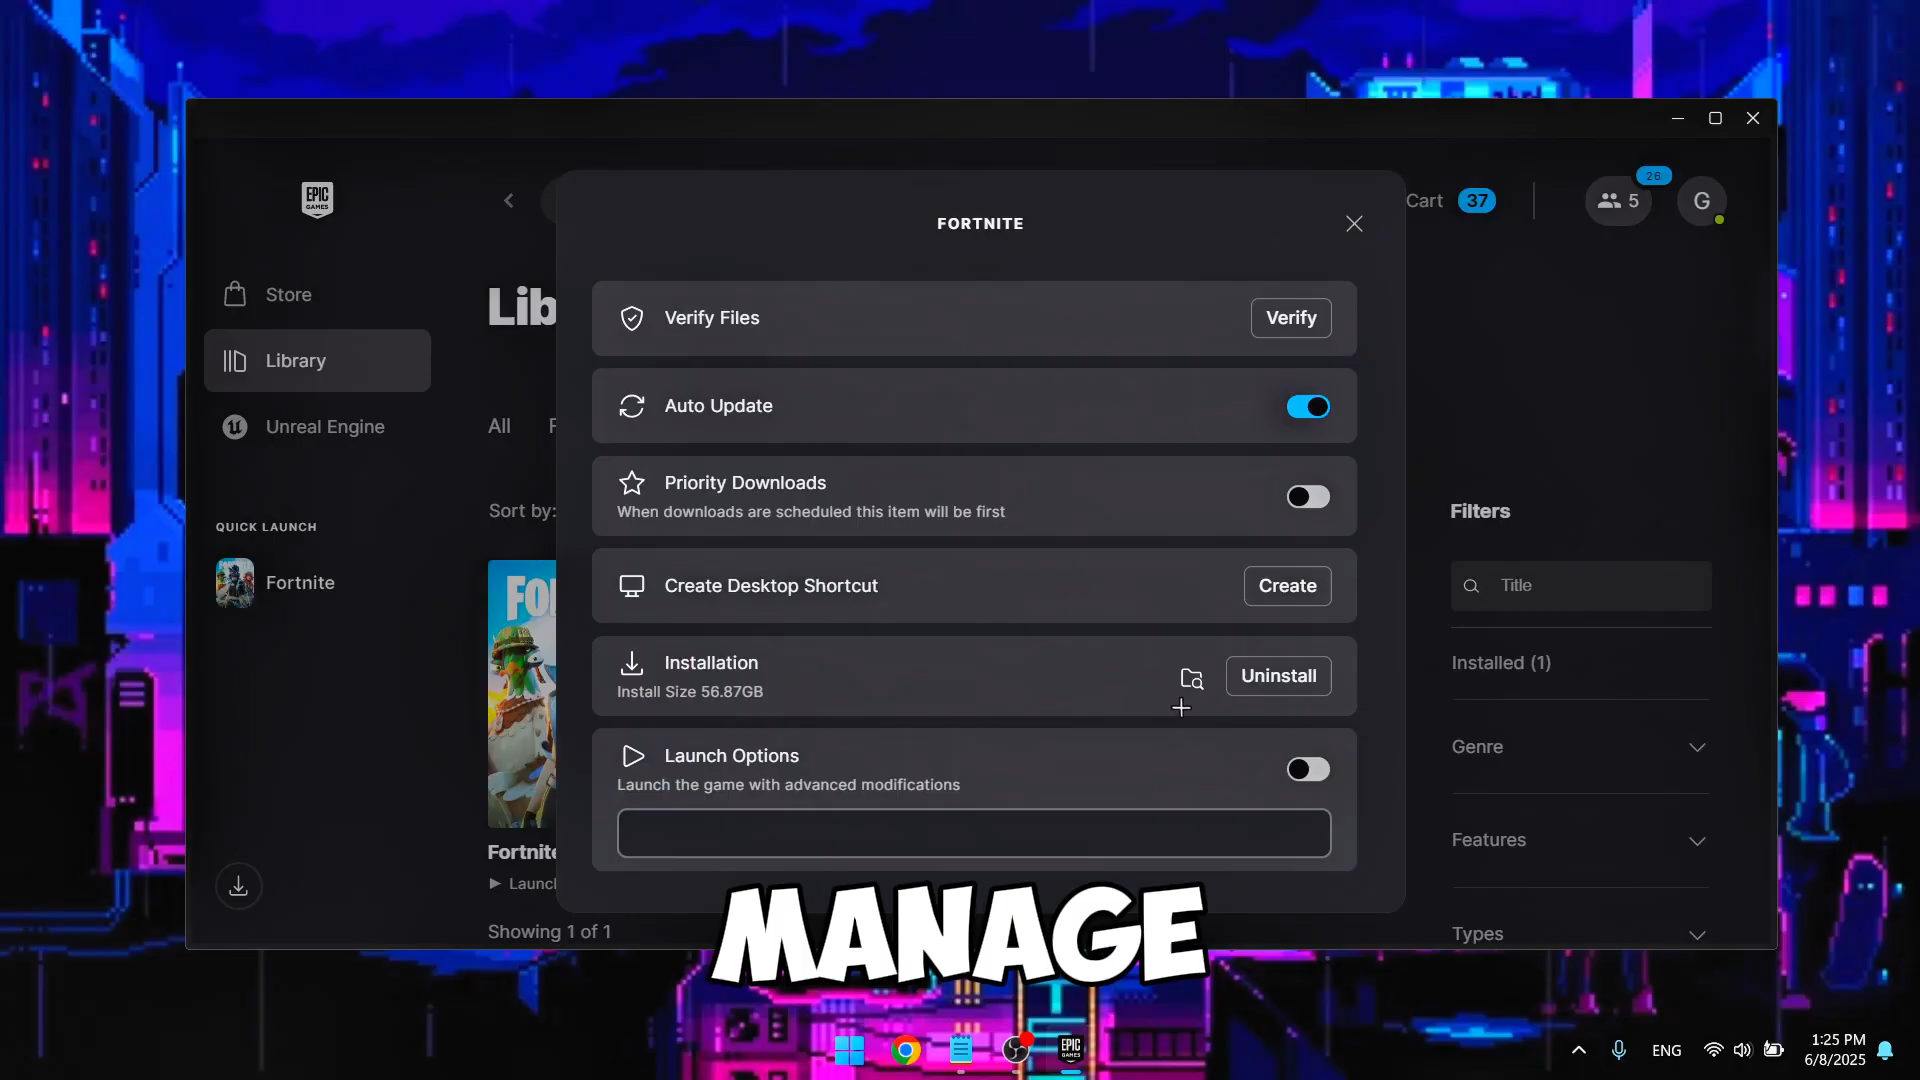 EPIC
GAMES
Cart
37
26
5
G
Store
Library
Unreal Engine
QUICK LAUNCH
Fortnite
Lib
All
F
Sort by:
FO
Fortnite
Launch
Showing 1 of 1
FORTNITE
Verify Files
Verify
Auto Update
Priority Downloads
When downloads are scheduled this item will be first
Create Desktop Shortcut
Create
Installation
Install Size 56.87GB
Uninstall
Launch Options
Launch the game with advanced modifications
Filters
Title
Installed (1)
Genre
Features
Types
MANAGE
EPIC
GAMES
ENG
1:25 PM
6/8/2025